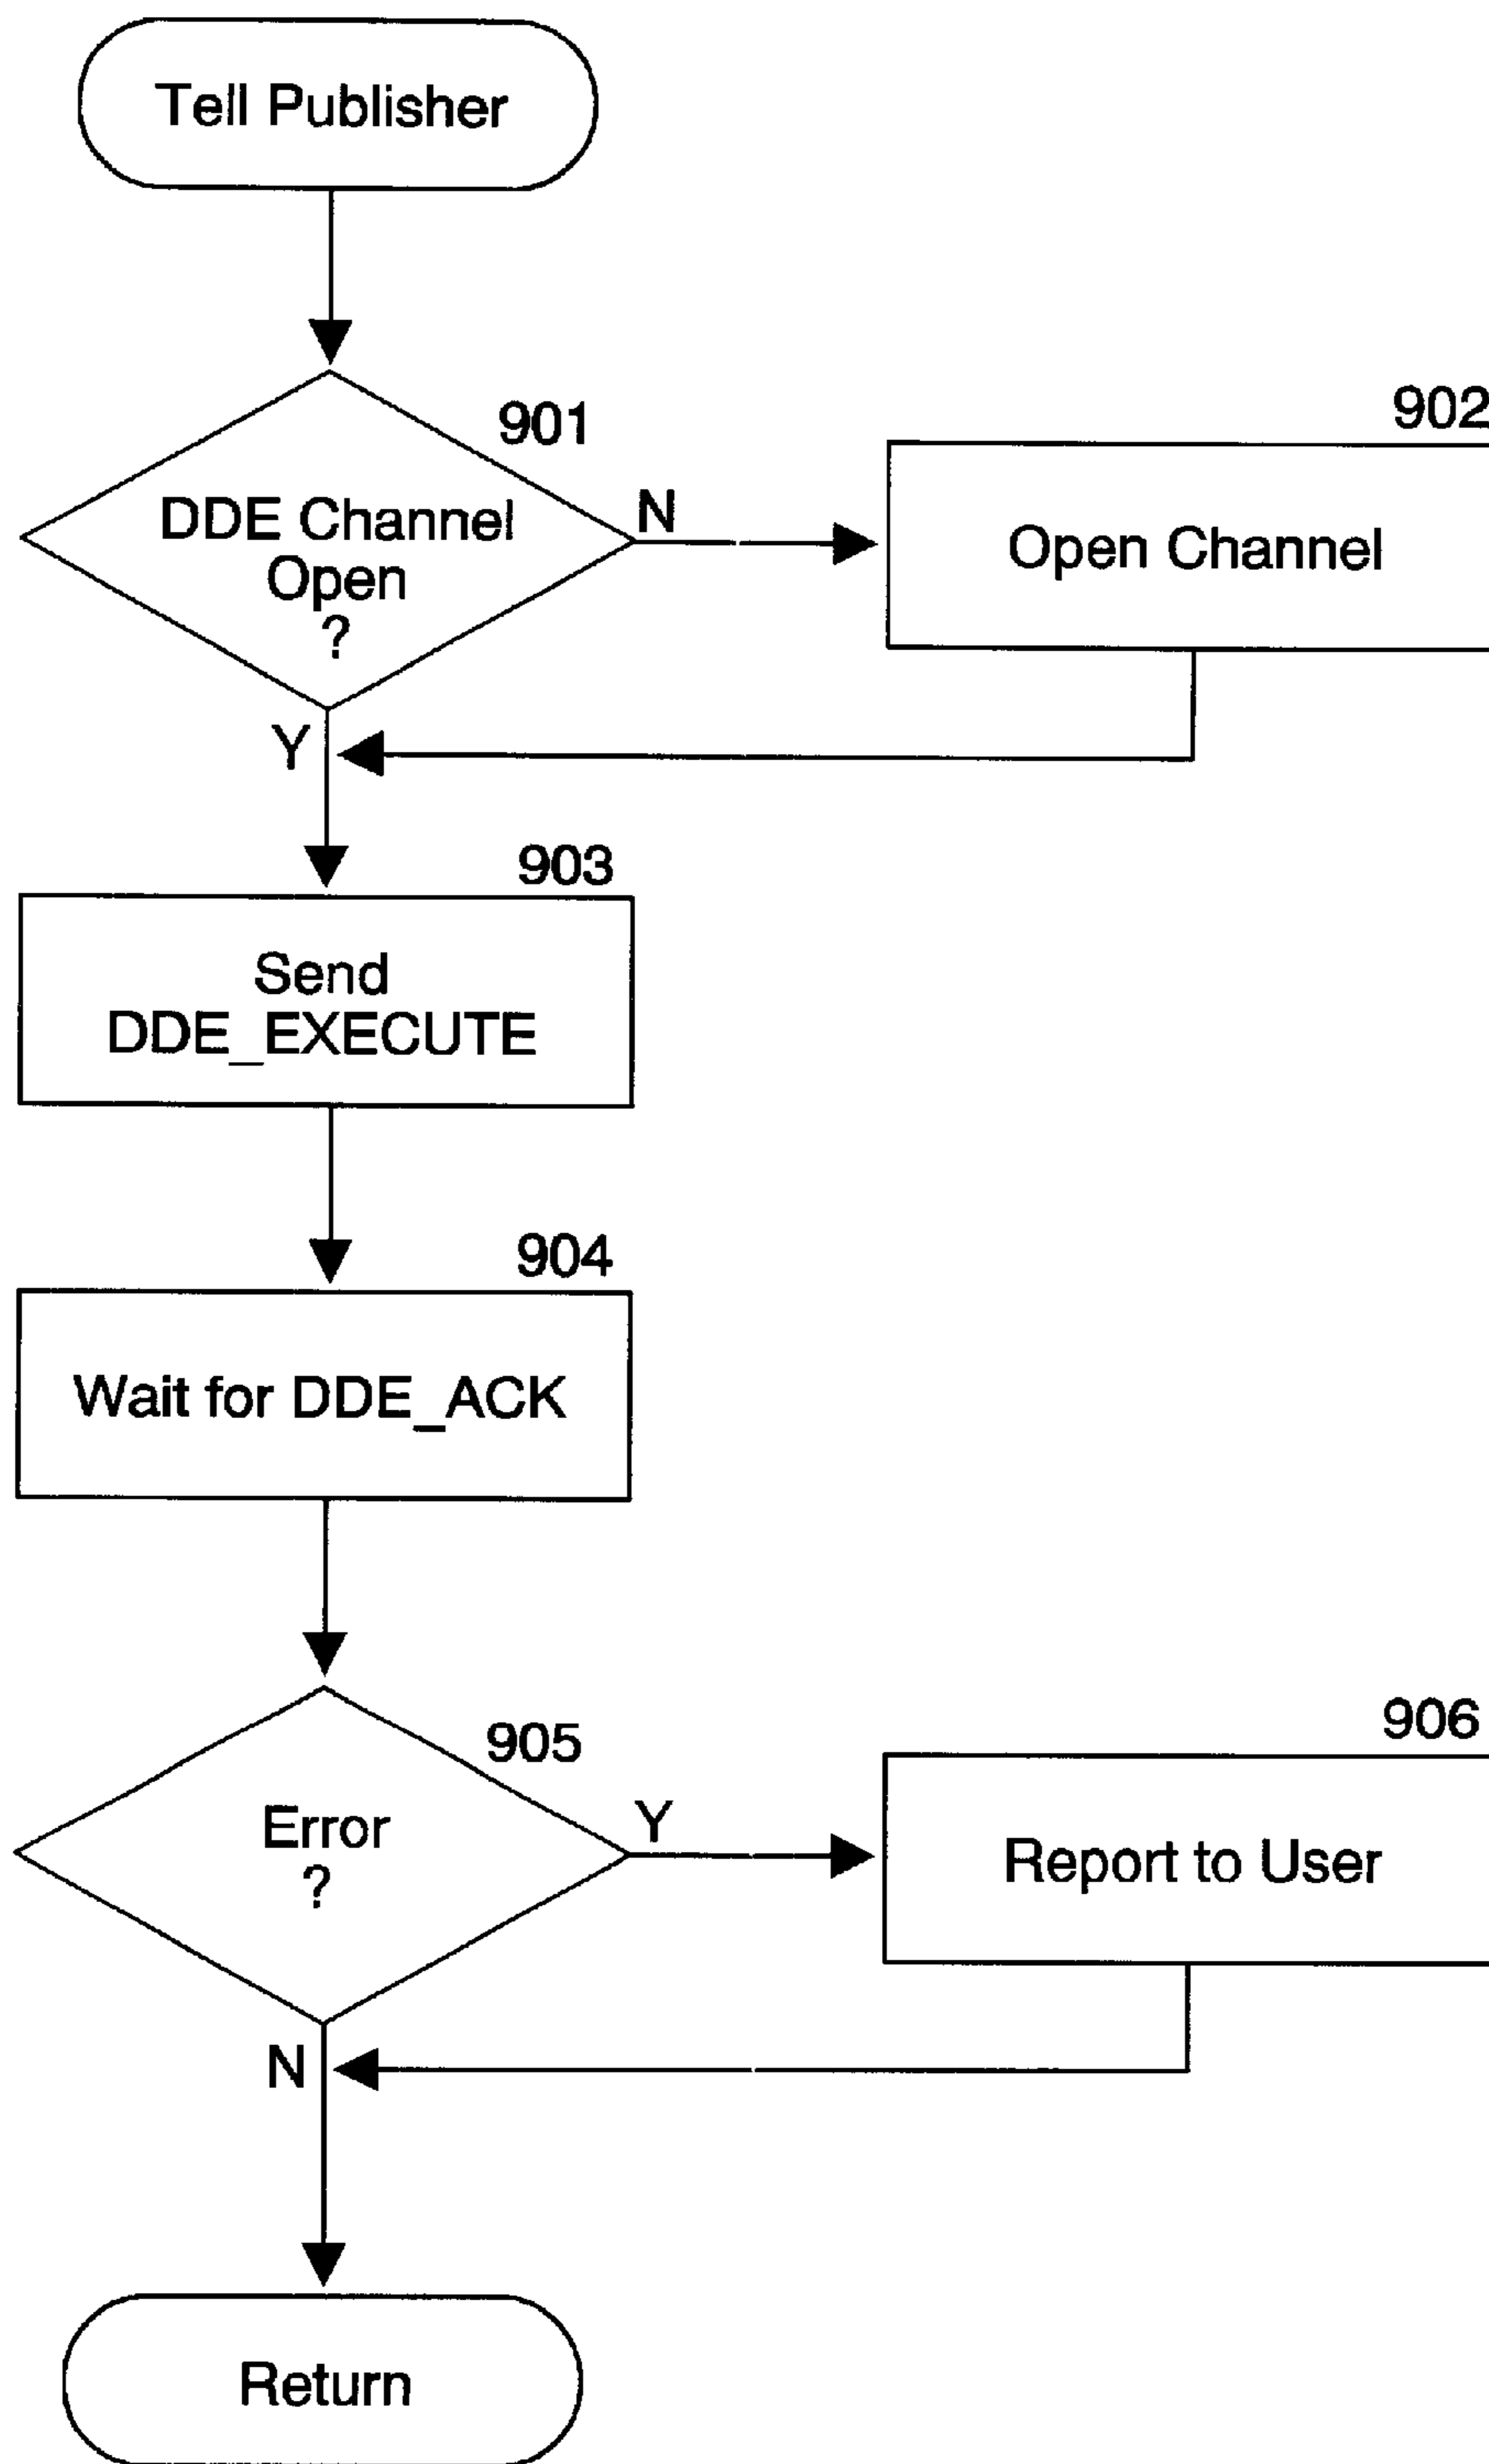 Tell Publisher
901
DDE Channel
Open
?
N
902
Open Channel
Y
903
Send
DDE_EXECUTE
904
Wait for DDE_ACK
905
Error
?
Y
906
Report to User
N
Return